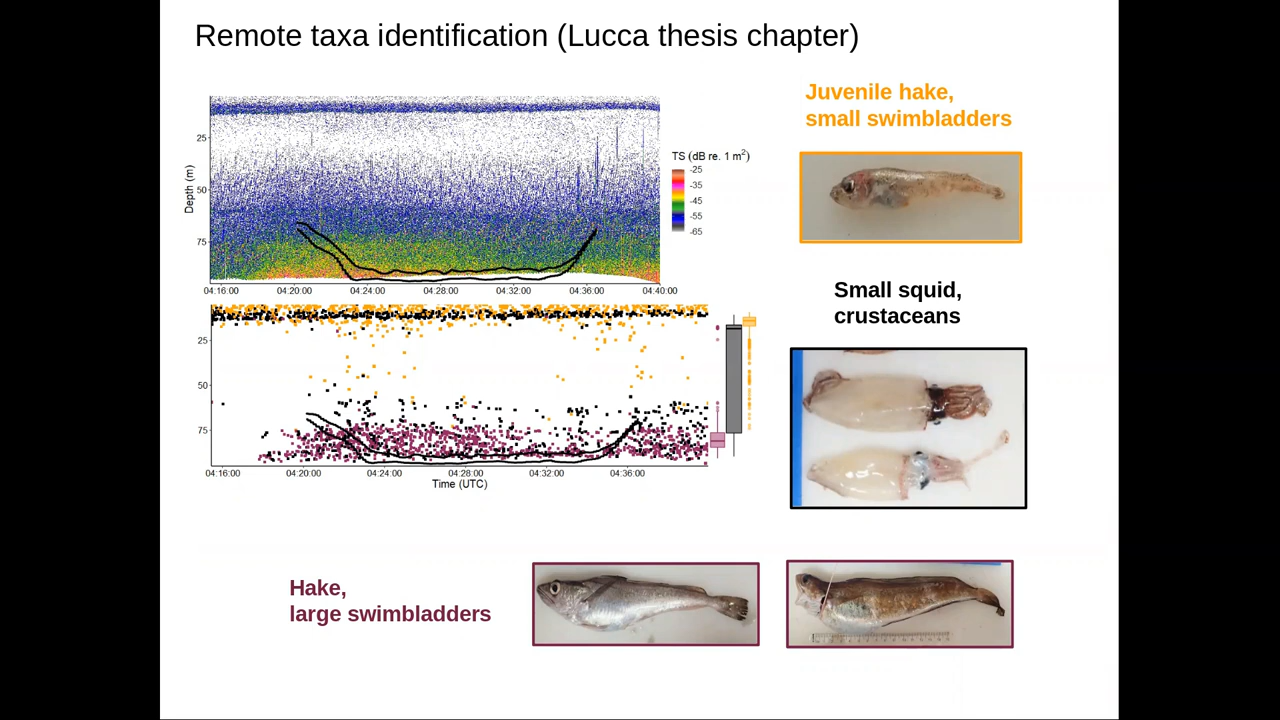 Remote taxa identification (Lucca thesis chapter)
Juvenile hake,
small swimbladders
TS (dB re. 1 m²)
-25
-35
-45
-55
-65
Depth (m)
25
50
75
04:16:00 04:20:00 04:24:00 04:28:00 04:32:00 04:36:00 04:40:00
Small squid,
crustaceans
25
50
75
04:16:00 04:20:00 04:24:00 04:28:00 04:32:00 04:36:00
Time (UTC)
Hake,
large swimbladders